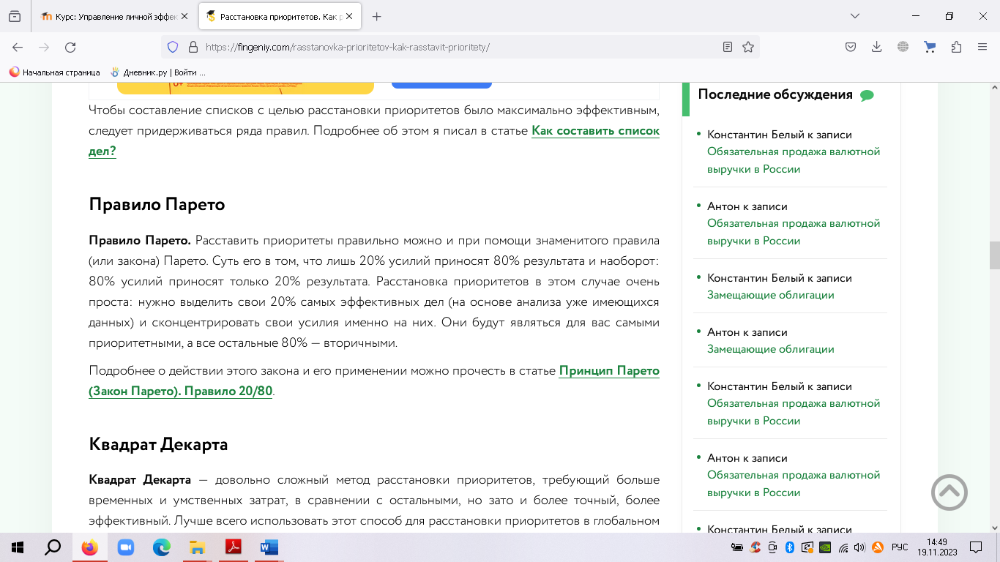 Курс: Управление личной эффек
Расстановка приоритетов. Как р
https://fingeniy.com/rasstanovka-prioritetov-kak-rasstavit-prioritety/
Начальная страница
Дневник.ру | Войти ...
0+
Чтобы составление списков с целью расстановки приоритетов было максимально эффективным,
следует придерживаться ряда правил. Подробнее об этом я писал в статье Как составить список
дел?
Правило Парето
Правило Парето. Расставить приоритеты правильно можно и при помощи знаменитого правила
(или закона) Парето. Суть его в том, что лишь 20% усилий приносят 80% результата и наоборот:
80% усилий приносят только 20% результата. Расстановка приоритетов в этом случае очень
проста: нужно выделить свои 20% самых эффективных дел (на основе анализа уже имеющихся
данных) и сконцентрировать свои усилия именно на них. Они будут являться для вас самыми
приоритетными, а все остальные 80% — вторичными.
Подробнее о действии этого закона и его применении можно прочесть в статье Принцип Парето
(Закон Парето). Правило 20/80.
Квадрат Декарта
Квадрат Декарта — довольно сложный метод расстановки приоритетов, требующий больше
временных и умственных затрат, в сравнении с остальными, но зато и более точный, более
эффективный. Лучше всего использовать этот способ для расстановки приоритетов в глобальном
Последние обсуждения
Константин Белый к записи
Обязательная продажа валютной
выручки в России
Антон к записи
Обязательная продажа валютной
выручки в России
Константин Белый к записи
Замещающие облигации
Антон к записи
Замещающие облигации
Константин Белый к записи
Обязательная продажа валютной
выручки в России
Антон к записи
Обязательная продажа валютной
выручки в России
Константин Белый к записи
РУС
14:49
19.11.2023